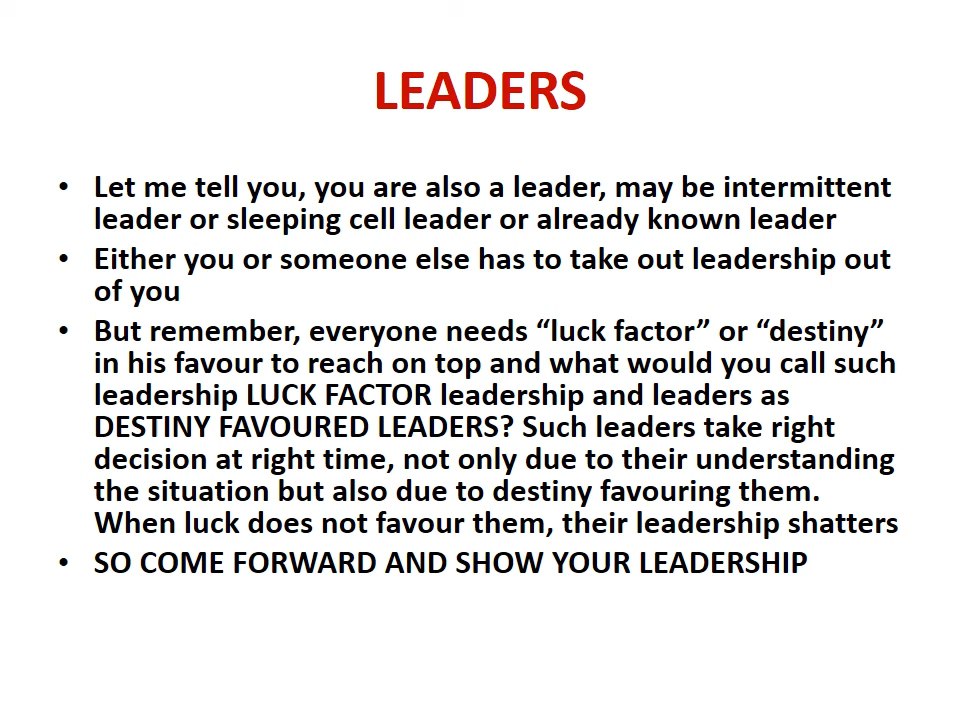 LEADERS
• Let me tell you, you are also a leader, may be intermittent
leader or sleeping cell leader or already known leader
• Either you or someone else has to take out leadership out
of you
• But remember, everyone needs “luck factor” or “destiny”
in his favour to reach on top and what would you call such
leadership LUCK FACTOR leadership and leaders as
DESTINY FAVOURED LEADERS? Such leaders take right
decision at right time, not only due to their understanding
the situation but also due to destiny favouring them.
When luck does not favour them, their leadership shatters
• SO COME FORWARD AND SHOW YOUR LEADERSHIP